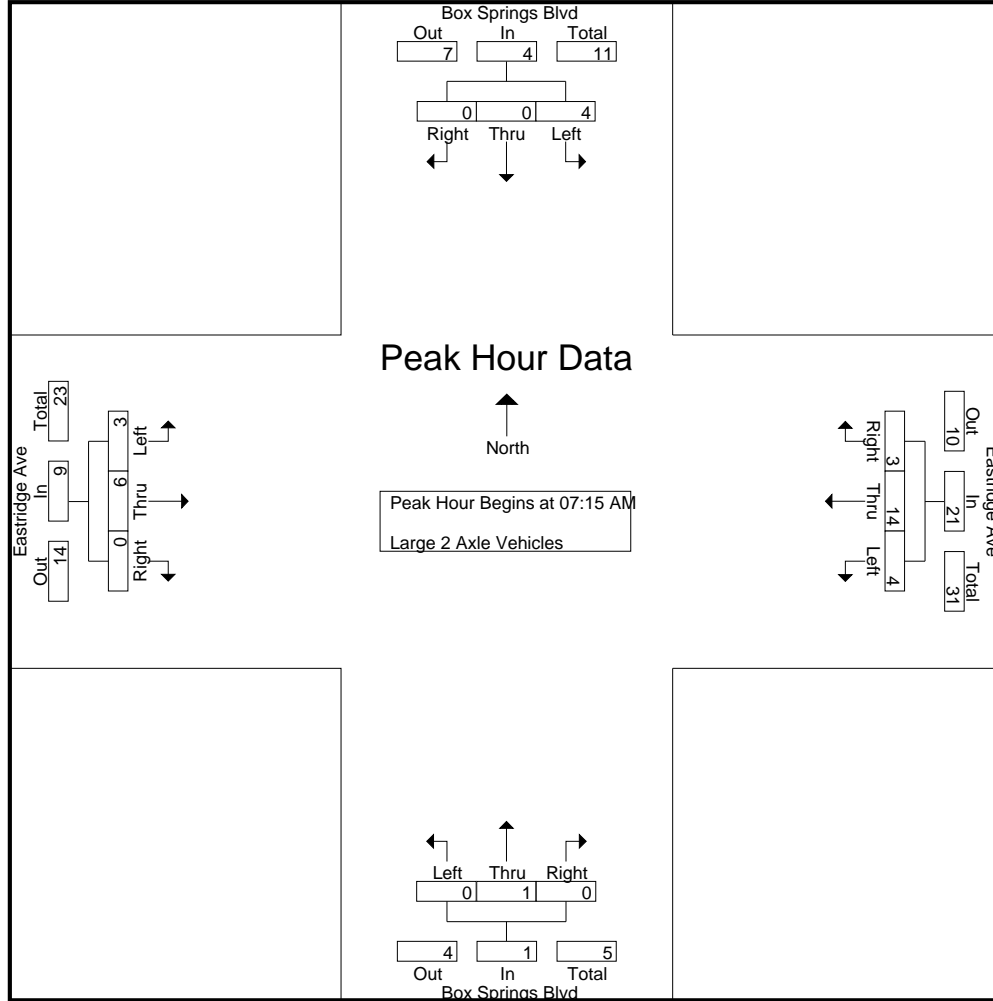 Box Springs Blvd
Out In Total
7 4 11
0 0 4
Right Thru Left
Peak Hour Data
North
Peak Hour Begins at 07:15 AM
Large 2 Axle Vehicles
Eastridge Ave
Total In Out
23 9 14
3 6 0
Left Thru Right
Right Thru Left
3 14 4
10 21 31
Out In Total
Eastridge Ave
Left Thru Right
0 1 0
4 1 5
Out In Total
Box Springs Blvd